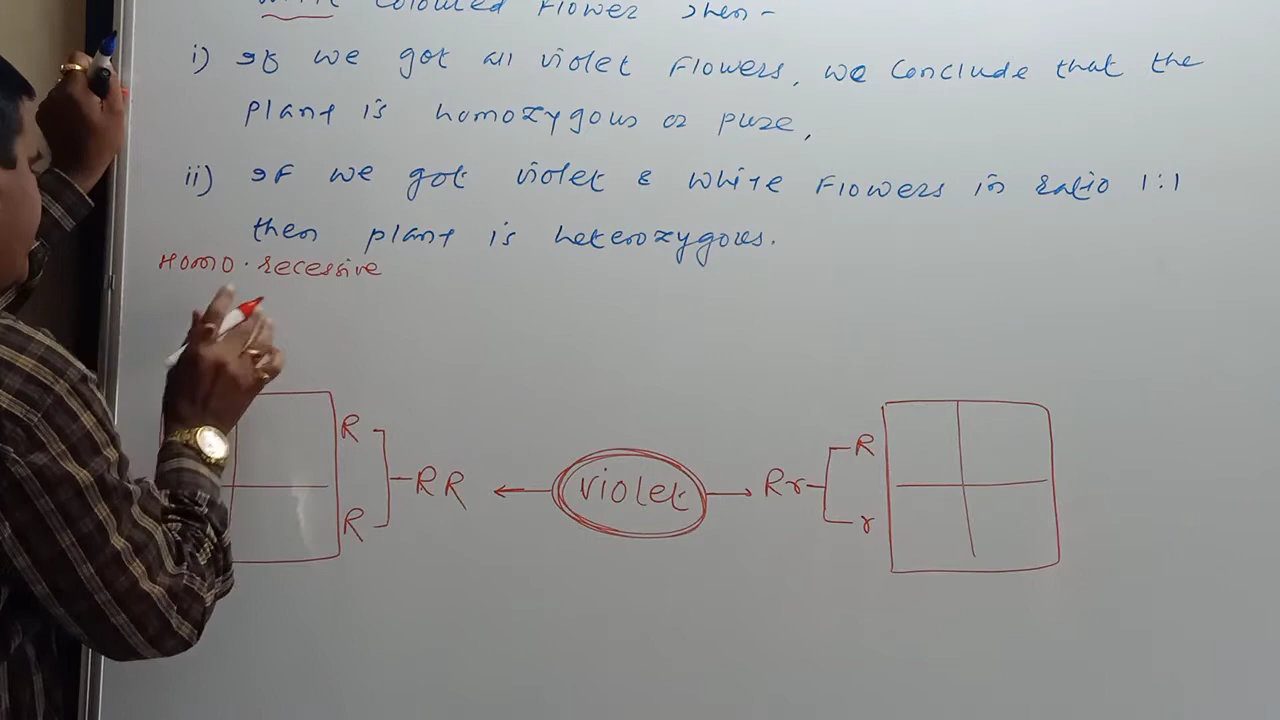 white coloured Flower then-
i) If we got all violet Flowers, we conclude that the
plant is homozygous or pure,
ii) If we got violet & white Flowers in ratio 1:1
then plant is heterozygous.
Homo. recessive
R
RR
R
violet
Rr
R
r